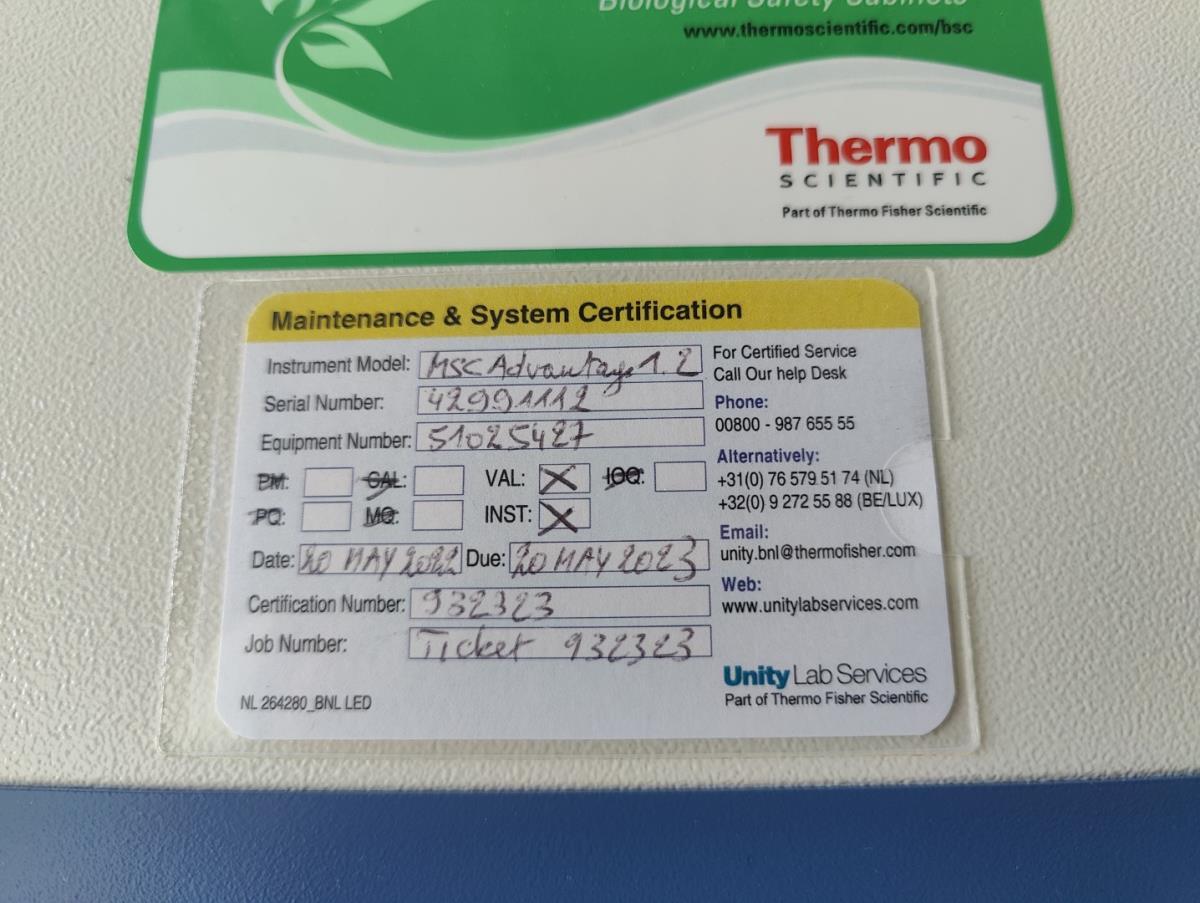 Biological Safety Cabinets
www.thermoscientific.com/bsc
Thermo
SCIENTIFIC
Part of Thermo Fisher Scientific
Maintenance & System Certification
Instrument Model: MSC Advantage 1.2
Serial Number: 42991112
Equipment Number: 51025427
PM: CAL: VAL: X IOQ:
PQ: MQ: INST: X
Date: 20 MAY 2022 Due: 20 MAY 2023
Certification Number: 932323
Job Number: Ticket 932323
NL 264280_BNL LED
For Certified Service
Call Our help Desk
Phone:
00800 - 987 655 55
Alternatively:
+31(0) 76 579 51 74 (NL)
+32(0) 9 272 55 88 (BE/LUX)
Email:
unity.bnl@thermofisher.com
Web:
www.unitylabservices.com
Unity Lab Services
Part of Thermo Fisher Scientific